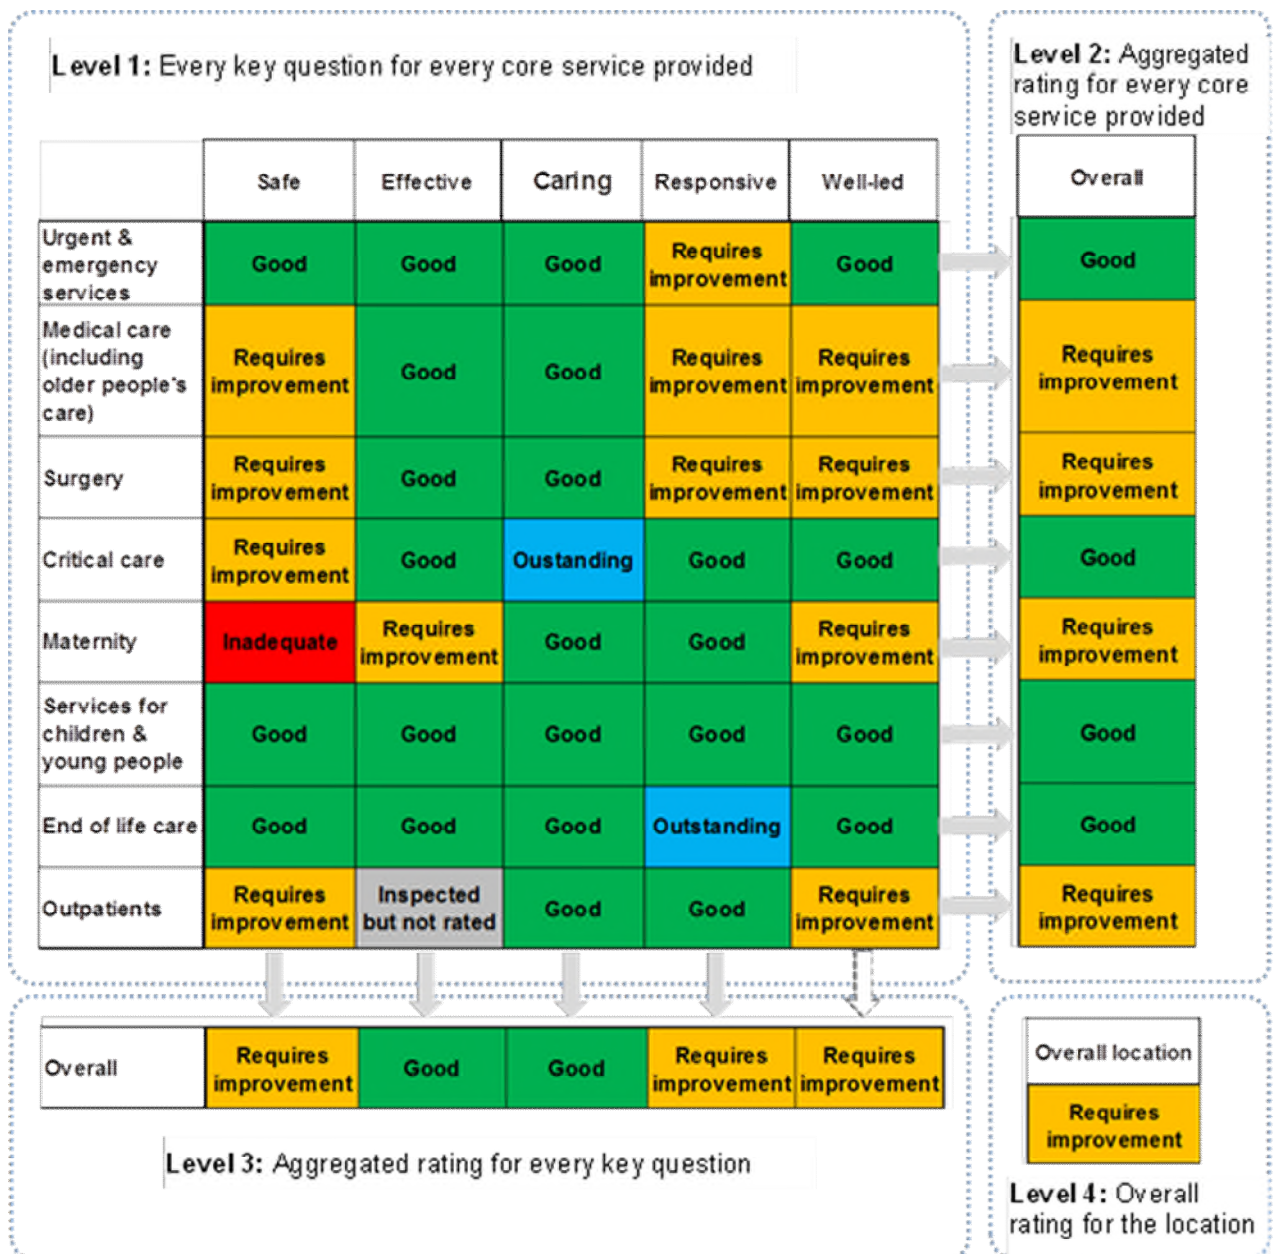 Level 1: Every key question for every core service provided
Level 2: Aggregated
rating for every core
service provided
Safe
Effective
Caring
Responsive
Well-led
Overall
Urgent &
emergency
services
Good
Good
Good
Requires
improvement
Good
Good
Medical care
(including
older people's
care)
Requires
improvement
Good
Good
Requires
improvement
Requires
improvement
Requires
improvement
Surgery
Requires
improvement
Good
Good
Requires
improvement
Requires
improvement
Requires
improvement
Critical care
Requires
improvement
Good
Oustanding
Good
Good
Good
Maternity
Inadequate
Requires
improvement
Good
Good
Requires
improvement
Requires
improvement
Services for
children &
young people
Good
Good
Good
Good
Good
Good
End of life care
Good
Good
Good
Outstanding
Good
Good
Outpatients
Requires
improvement
Inspected
but not rated
Good
Good
Requires
improvement
Requires
improvement
Overall
Requires
improvement
Good
Good
Requires
improvement
Requires
improvement
Level 3: Aggregated rating for every key question
Overall location
Requires
improvement
Level 4: Overall
rating for the location